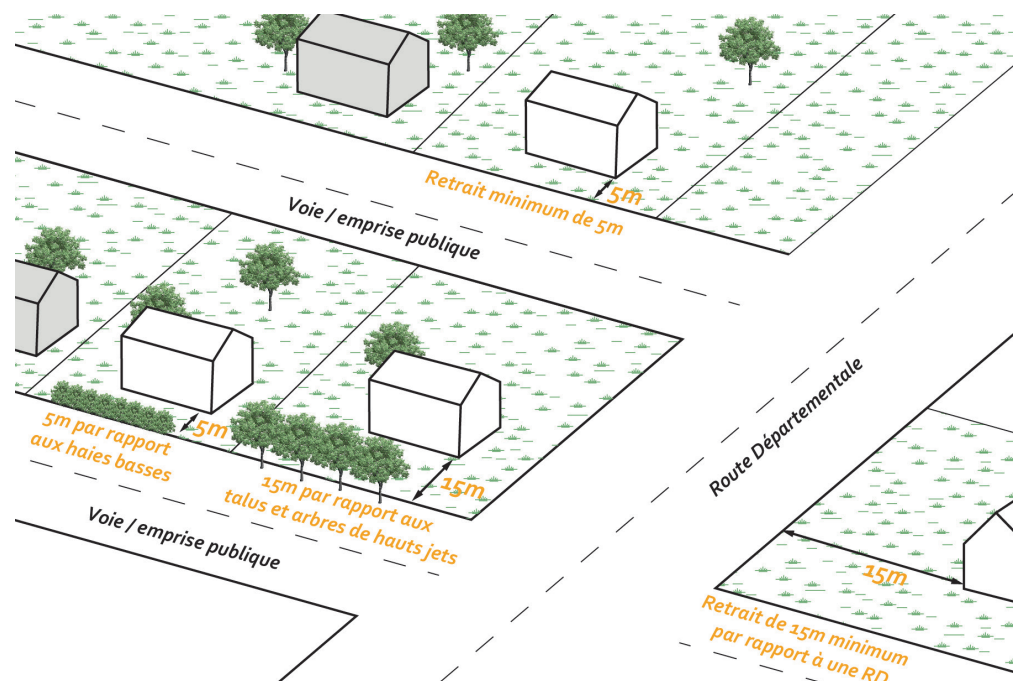 Retrait minimum de 5m
5m
Voie / emprise publique
5m par rapport
aux haies basses
5m
15m par rapport aux
talus et arbres de hauts jets
15m
Voie / emprise publique
Route Départementale
15m
Retrait de 15m minimum
par rapport à une RD